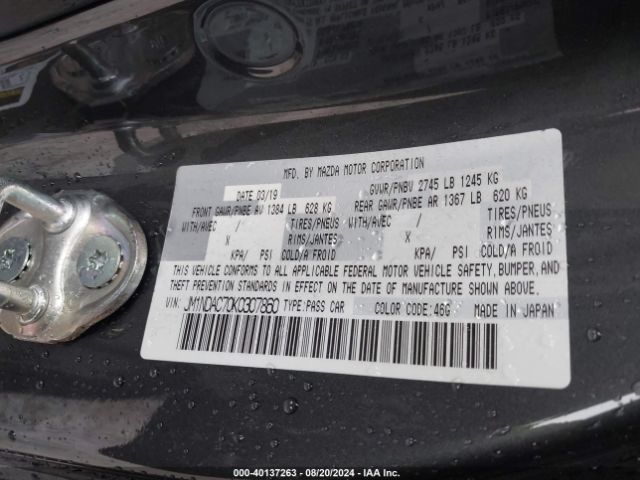 MFD. BY MAZDA MOTOR CORPORATION
DATE 03/19 GVWR/PNBV 2745 LB 1245 KG
FRONT GAWR/PNBE AV 1384 LB 628 KG REAR GAWR/PNBE AR 1367 LB 620 KG
WITH/AVEC / TIRES/PNEUS WITH/AVEC / TIRES/PNEUS
X RIMS/JANTES X RIMS/JANTES
KPA/ PSI COLD/A FROID KPA/ PSI COLD/A FROID
THIS VEHICLE CONFORMS TO ALL APPLICABLE FEDERAL MOTOR VEHICLE SAFETY, BUMPER, AND
THEFT PREVENTION STANDARDS IN EFFECT ON THE DATE OF MANUFACTURE SHOWN ABOVE.
VIN: JM1NDAC70K0307860 TYPE:PASS CAR COLOR CODE:46G MADE IN JAPAN
000-40137263 - 08/20/2024 - IAA Inc.